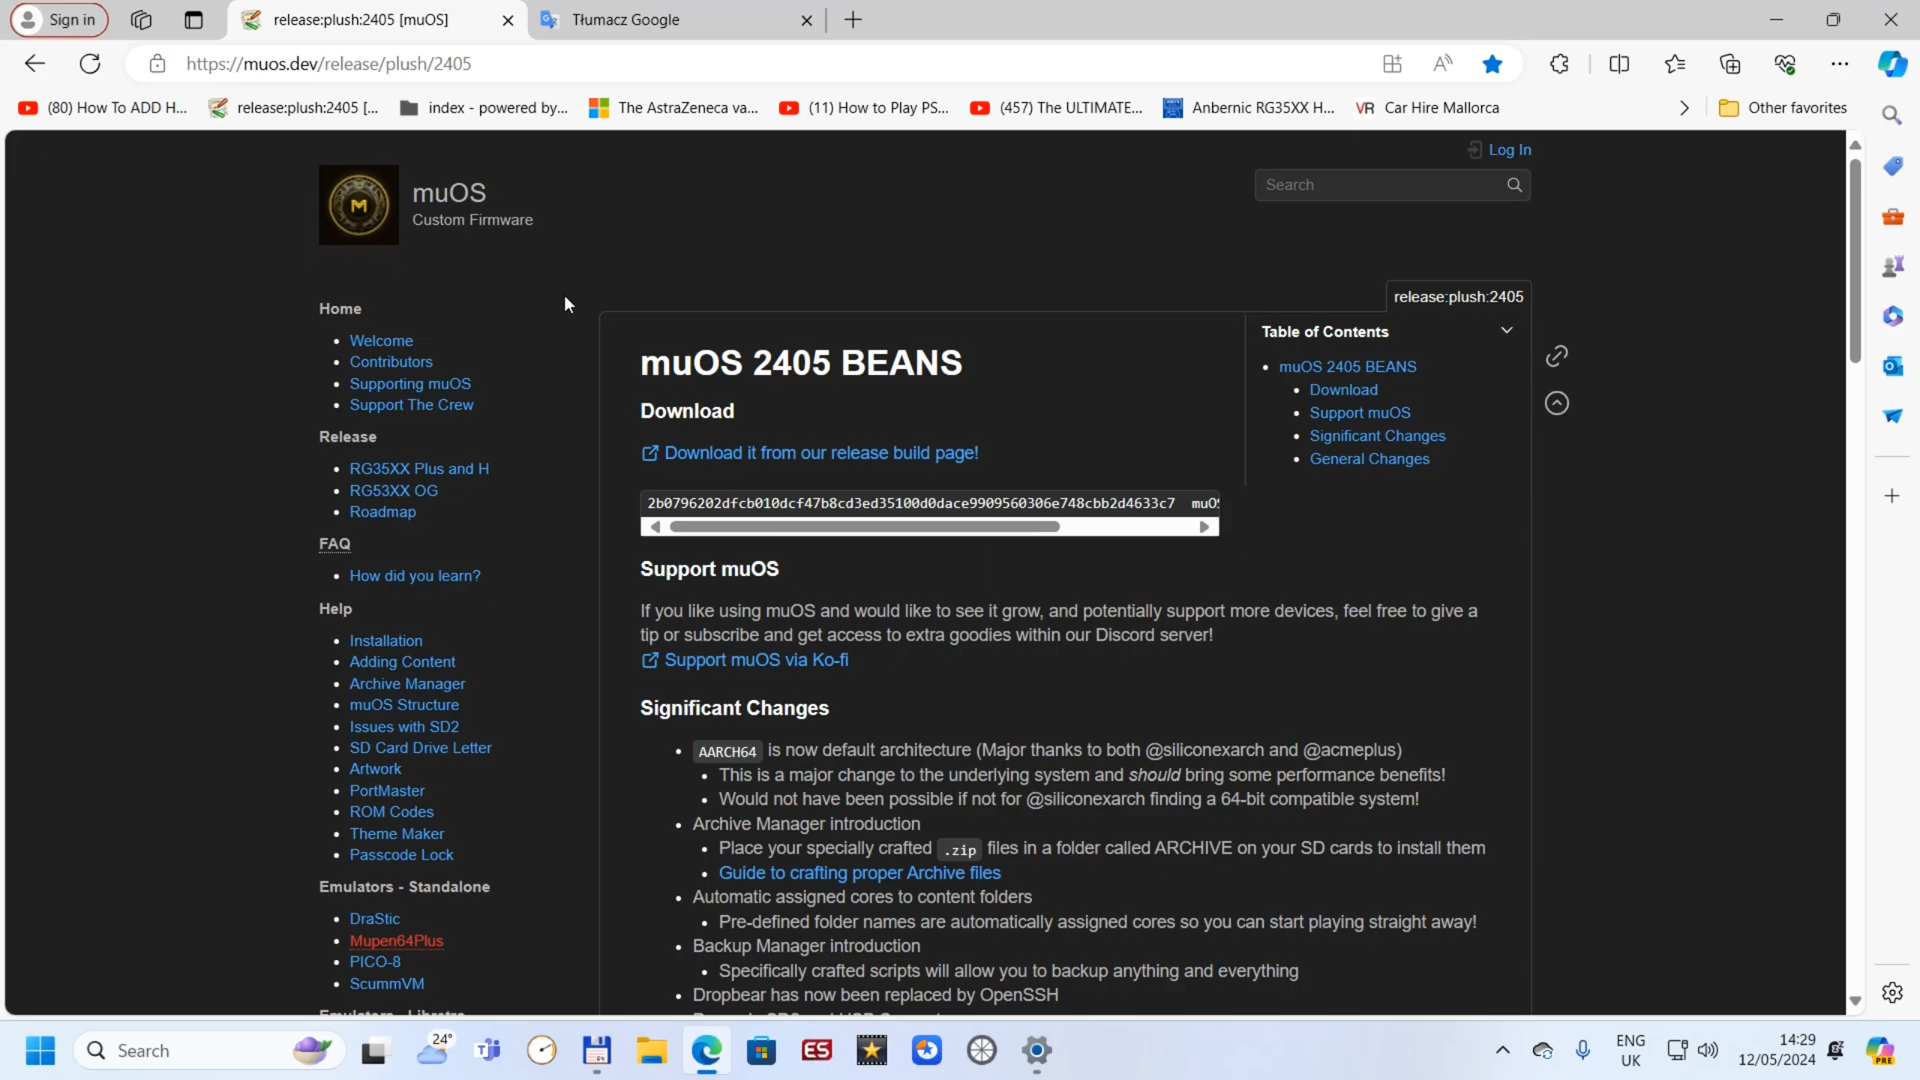 Sign in
release:plush:2405 [muOS]
Tłumacz Google
https://muos.dev/release/plush/2405
(80) How To ADD H...
release:plush:2405 [...
index - powered by...
The AstraZeneca va...
(11) How to Play PS...
(457) The ULTIMATE...
Anbernic RG35XX H...
VR Car Hire Mallorca
Other favorites
Log In
M
muOS
Custom Firmware
Search
release:plush:2405
Home
Welcome
Contributors
Supporting muOS
Support The Crew
Release
RG35XX Plus and H
RG53XX OG
Roadmap
FAQ
How did you learn?
Help
Installation
Adding Content
Archive Manager
muOS Structure
Issues with SD2
SD Card Drive Letter
Artwork
PortMaster
ROM Codes
Theme Maker
Passcode Lock
Emulators - Standalone
DraStic
Mupen64Plus
PICO-8
ScummVM
muOS 2405 BEANS
Download
Download it from our release build page!
2b0796202dfcb010dcf47b8cd3ed35100d0dace9909560306e748cbb2d4633c7 muOS
Support muOS
If you like using muOS and would like to see it grow, and potentially support more devices, feel free to give a
tip or subscribe and get access to extra goodies within our Discord server!
Support muOS via Ko-fi
Significant Changes
AARCH64 is now default architecture (Major thanks to both @siliconexarch and @acmeplus)
This is a major change to the underlying system and should bring some performance benefits!
Would not have been possible if not for @siliconexarch finding a 64-bit compatible system!
Archive Manager introduction
Place your specially crafted .zip files in a folder called ARCHIVE on your SD cards to install them
Guide to crafting proper Archive files
Automatic assigned cores to content folders
Pre-defined folder names are automatically assigned cores so you can start playing straight away!
Backup Manager introduction
Specifically crafted scripts will allow you to backup anything and everything
Dropbear has now been replaced by OpenSSH
Table of Contents
muOS 2405 BEANS
Download
Support muOS
Significant Changes
General Changes
Search
24°
ES
ENG
UK
14:29
12/05/2024
PRE